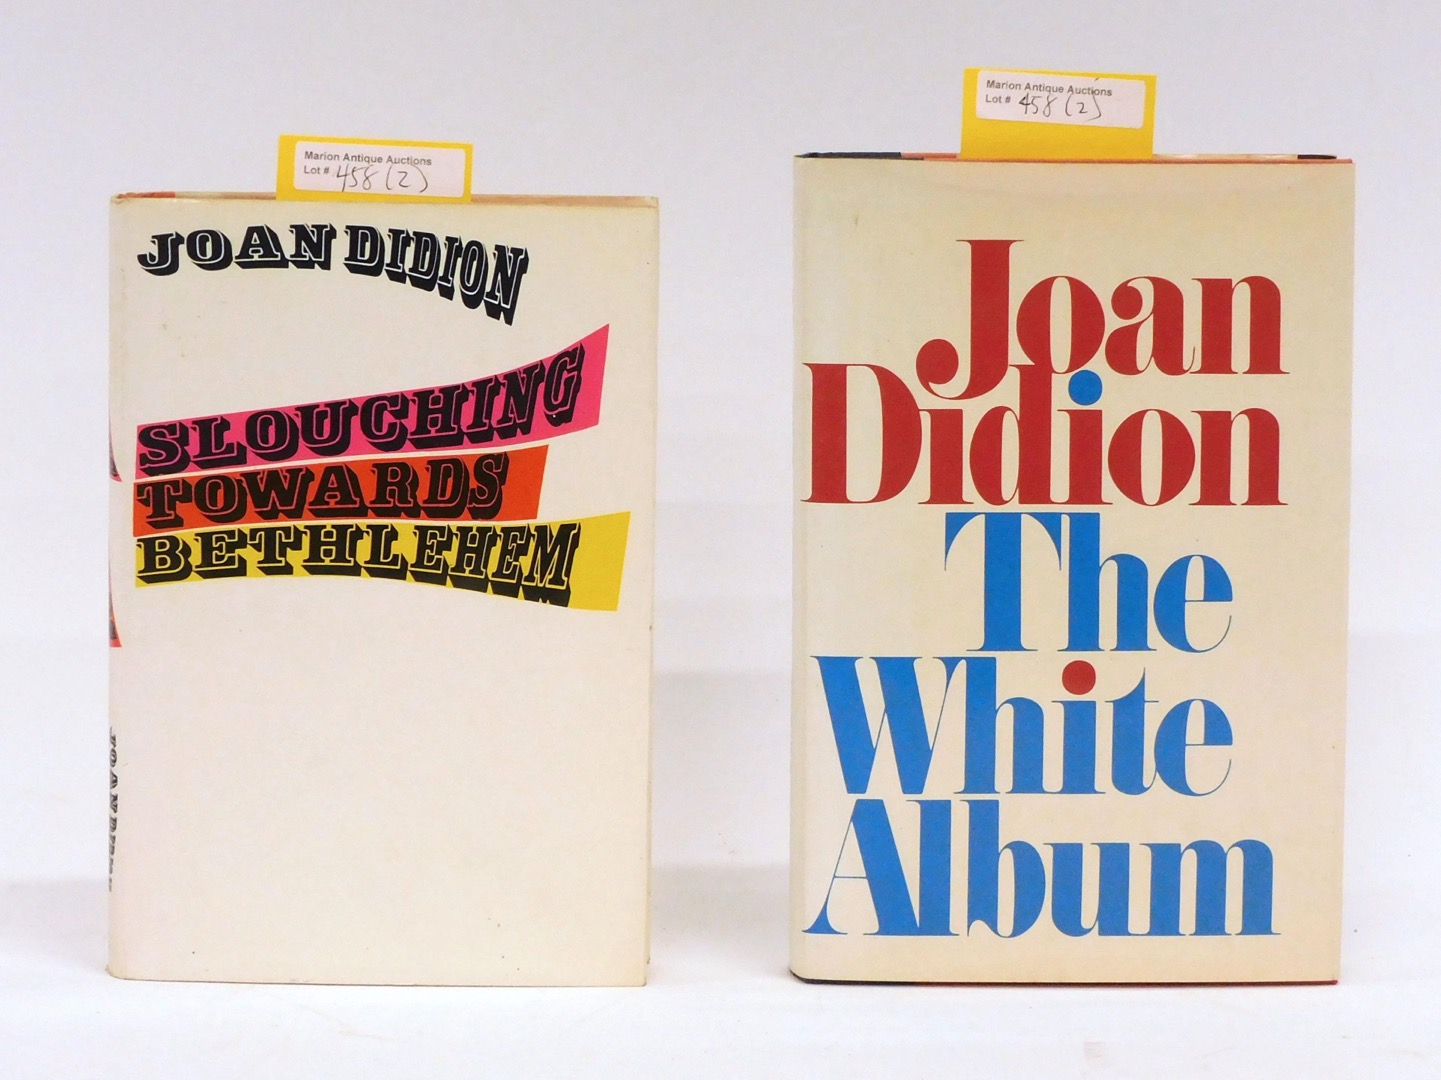 Marion Antique Auctions
Lot # 458 (2)
JOAN DIDION
SLOUCHING
TOWARDS
BETHLEHEM
Marion Antique Auctions
Lot # 458 (2)
Joan
Didion
The
White
Album